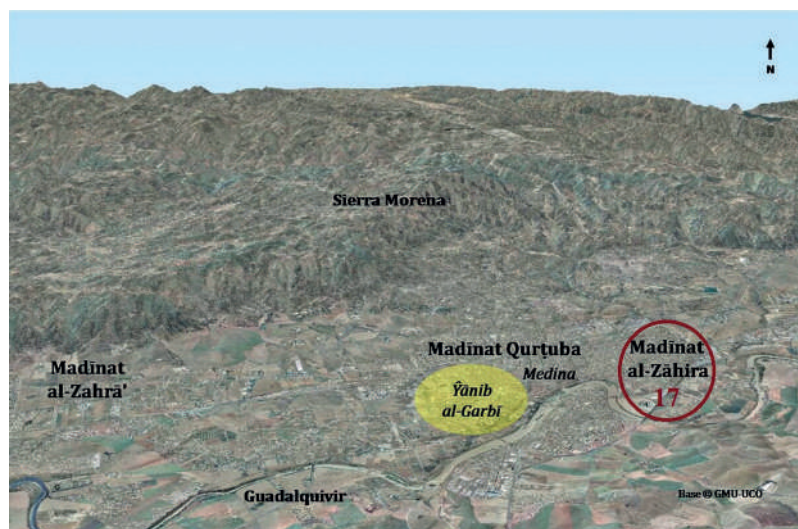 N
Sierra Morena
Madīnat Qurṭuba
Medina
Madīnat
al-Zāhira
17
Madīnat
al-Zahrā'
Ŷānib
al-Garbī
Guadalquivir
Base @ GMU-UCO